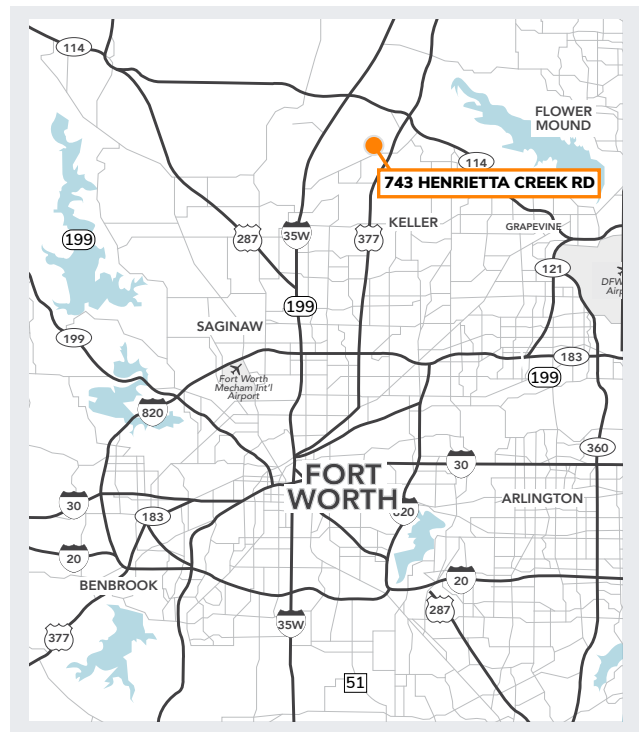 114
FLOWER
MOUND
114
743 HENRIETTA CREEK RD
KELLER
GRAPEVINE
199
287
35W
377
121
DFW
Airp
199
SAGINAW
199
183
Fort Worth
Mecham Int'l
Airport
199
820
360
30
FORT
WORTH
30
820
ARLINGTON
183
20
20
BENBROOK
287
35W
377
51